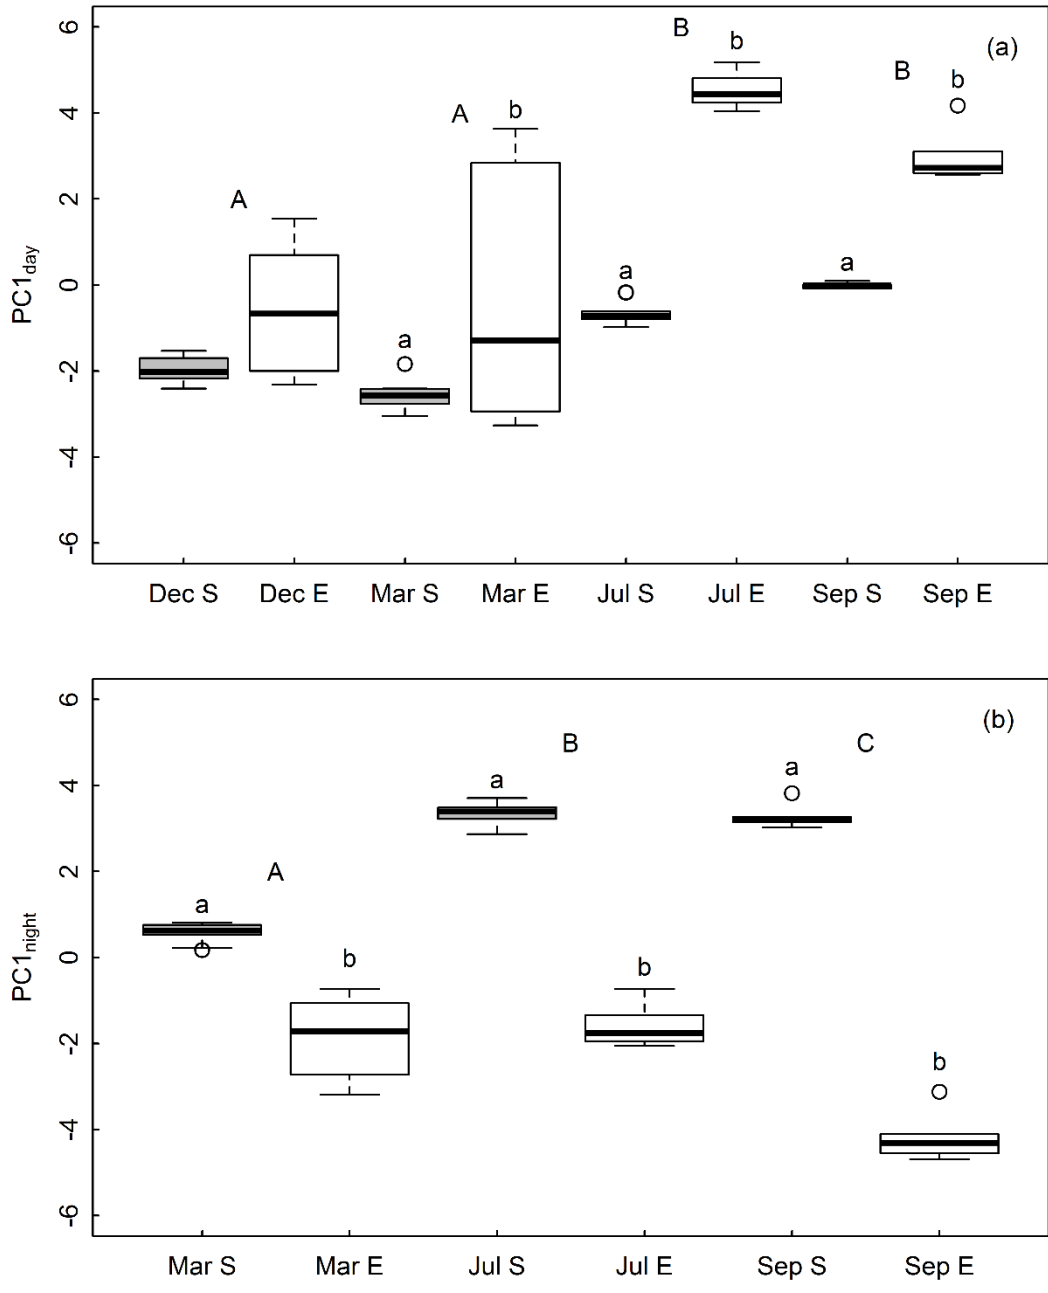 (a)
PC1day
6
4
2
0
-2
-4
-6
A
A
b
B
b
B
b
a
a
a
Dec S Dec E Mar S Mar E Jul S Jul E Sep S Sep E
(b)
PC1night
6
4
2
0
-2
-4
-6
a
A
b
a
B
b
a
C
b
Mar S Mar E Jul S Jul E Sep S Sep E